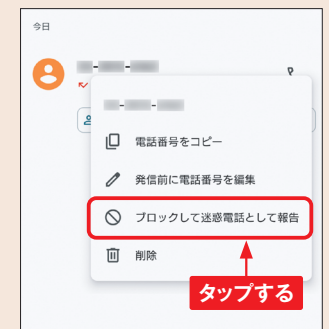 今日
電話番号をコピー
発信前に電話番号を編集
ブロックして迷惑電話として報告
削除
タップする